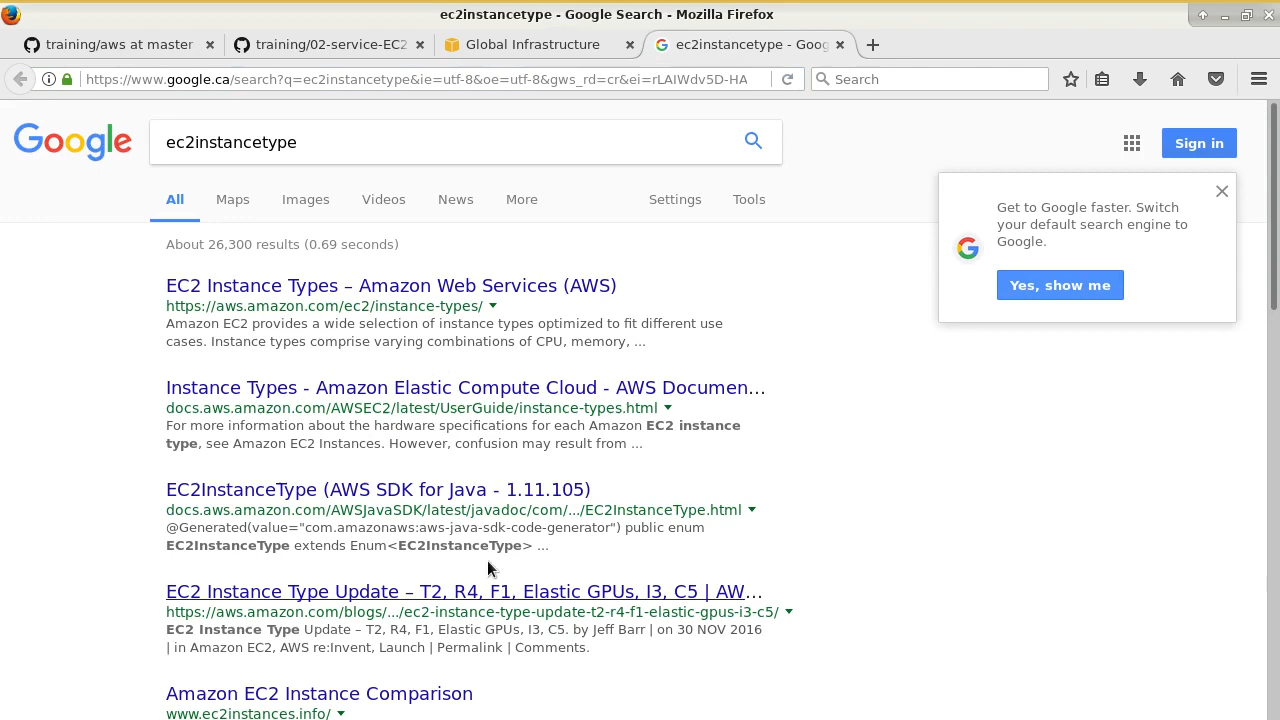 ec2instancetype - Google Search - Mozilla Firefox
training/aws at master
training/02-service-EC2
Global Infrastructure
ec2instancetype - Goog
https://www.google.ca/search?q=ec2instancetype&ie=utf-8&oe=utf-8&gws_rd=cr&ei=rLAIWdv5D-HA
Search
Google
ec2instancetype
Sign in
All
Maps
Images
Videos
News
More
Settings
Tools
Get to Google faster. Switch
your default search engine to
Google.
Yes, show me
About 26,300 results (0.69 seconds)
EC2 Instance Types – Amazon Web Services (AWS)
https://aws.amazon.com/ec2/instance-types/
Amazon EC2 provides a wide selection of instance types optimized to fit different use
cases. Instance types comprise varying combinations of CPU, memory, ...
Instance Types - Amazon Elastic Compute Cloud - AWS Documen...
docs.aws.amazon.com/AWSEC2/latest/UserGuide/instance-types.html
For more information about the hardware specifications for each Amazon EC2 instance
type, see Amazon EC2 Instances. However, confusion may result from ...
EC2InstanceType (AWS SDK for Java - 1.11.105)
docs.aws.amazon.com/AWSJavaSDK/latest/javadoc/com/.../EC2InstanceType.html
@Generated(value="com.amazonaws:aws-java-sdk-code-generator") public enum
EC2InstanceType extends Enum<EC2InstanceType> ...
EC2 Instance Type Update – T2, R4, F1, Elastic GPUs, I3, C5 | AW...
https://aws.amazon.com/blogs/.../ec2-instance-type-update-t2-r4-f1-elastic-gpus-i3-c5/
EC2 Instance Type Update – T2, R4, F1, Elastic GPUs, I3, C5. by Jeff Barr | on 30 NOV 2016
| in Amazon EC2, AWS re:Invent, Launch | Permalink | Comments.
Amazon EC2 Instance Comparison
www.ec2instances.info/